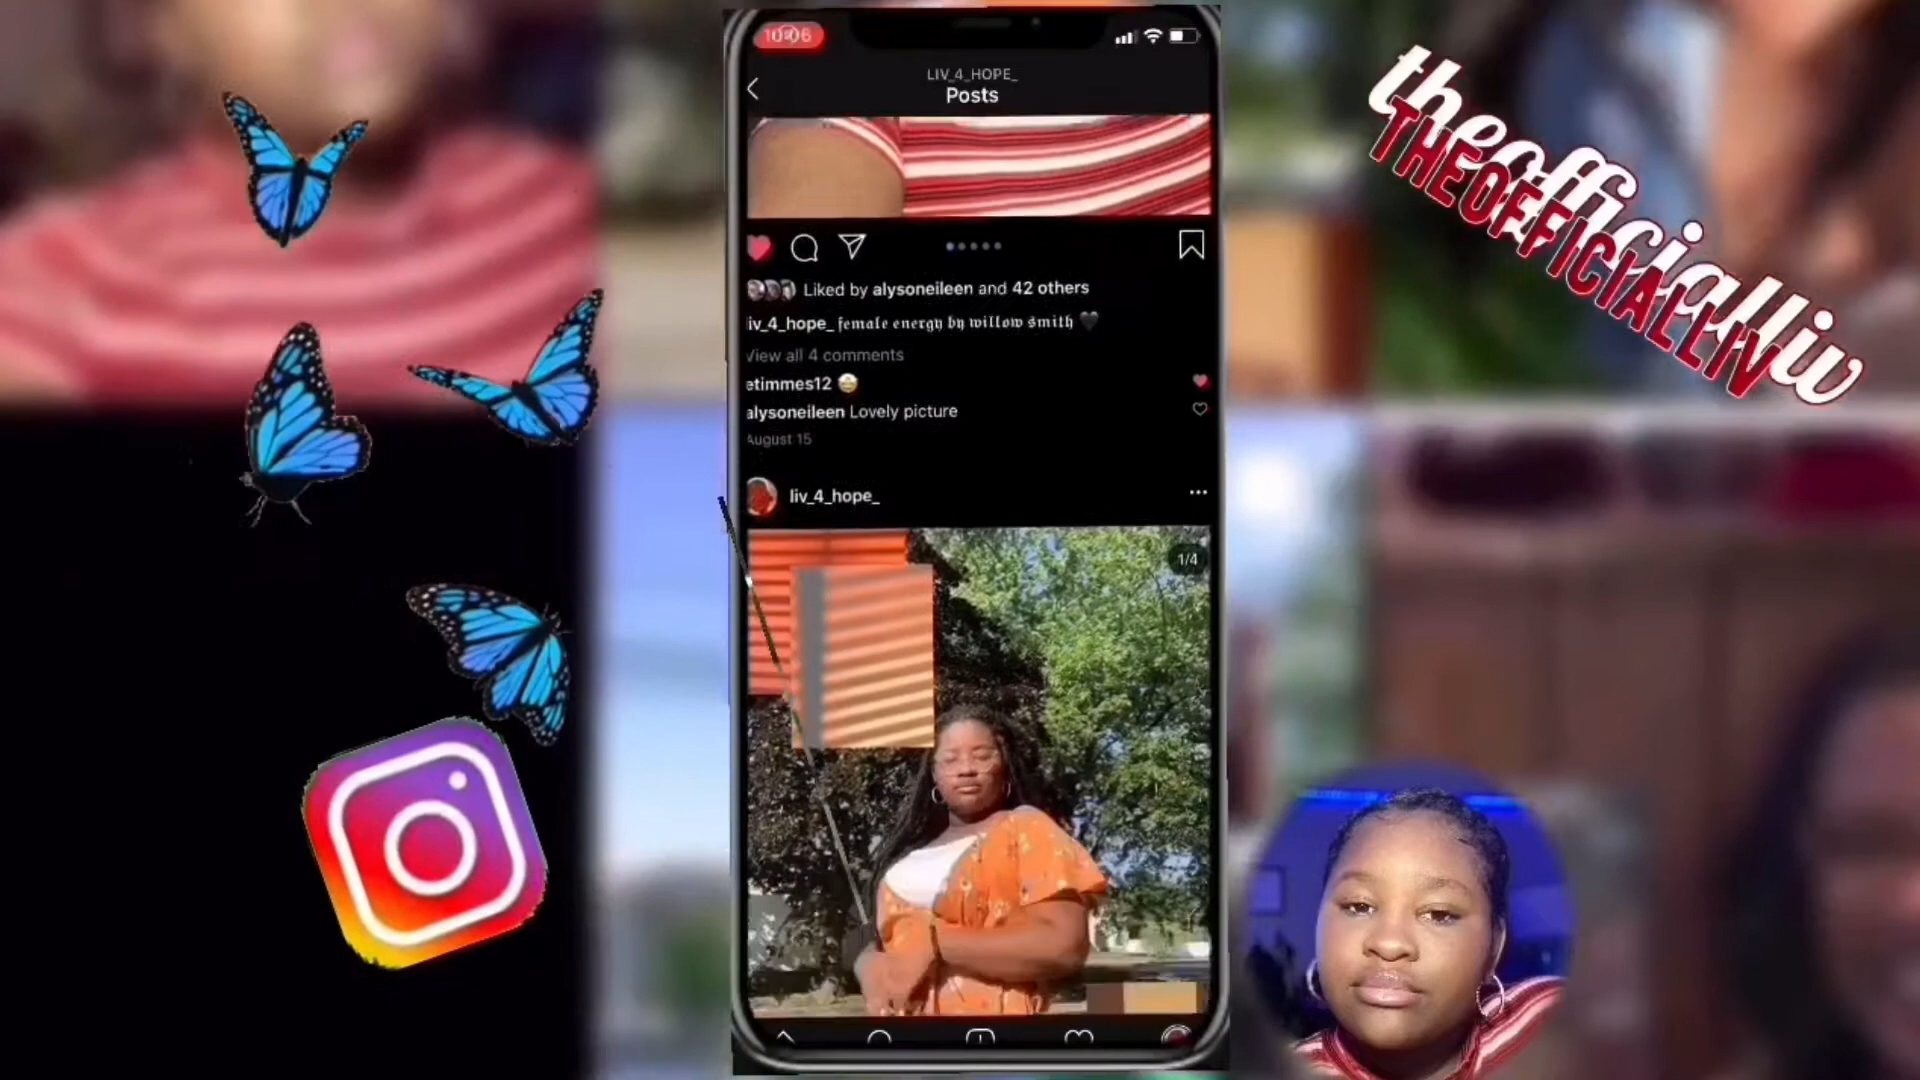 10:06
LIV_4_HOPE_
Posts
Liked by alysoneileen and 42 others
iv_4_hope_ female energy by willow smith 🖤
View all 4 comments
etimmes12 🤩
alysoneileen Lovely picture
August 15
liv_4_hope_
1/4
theofficialliv
THEOFFICIALLIV